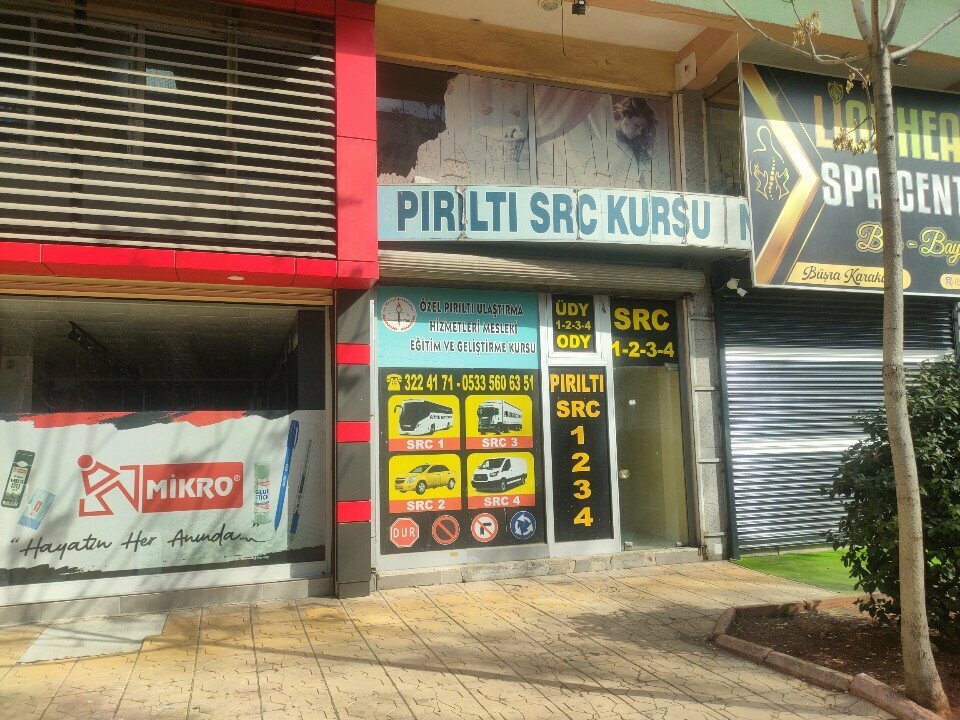 PIRILTI SRC KURSU
ÖZEL PIRILTI ULAŞTIRMA
HİZMETLERİ MESLEKİ
EĞİTİM VE GELİŞTİRME KURSU
322 41 71 - 0533 560 63 51
SRC 1
SRC 3
SRC 2
SRC 4
DUR
ÜDY
1-2-3-4
ODY
SRC
1-2-3-4
PIRILTI
SRC
1
2
3
4
MİKRO
"Hayatın Her Anında...
GLUE
STICK
SPA CENT
Büşra